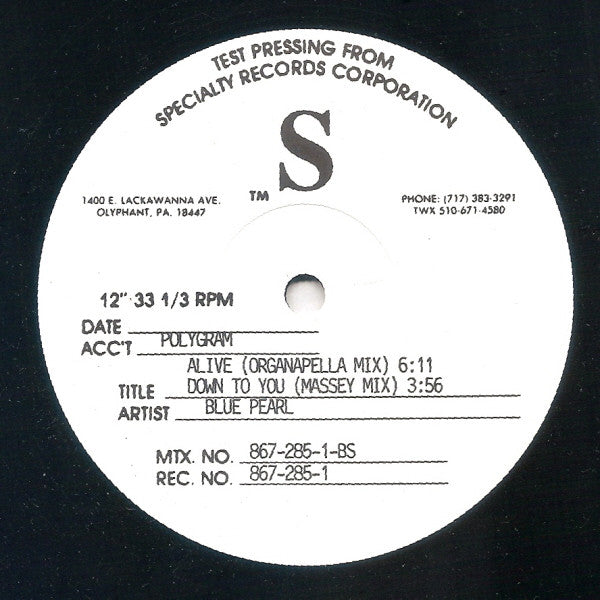 TEST PRESSING FROM
SPECIALTY RECORDS CORPORATION
S
TM
1400 E. LACKAWANNA AVE.
OLYPHANT, PA. 18447
PHONE: (717) 383-3291
TWX 510-671-4580
12" 33 1/3 RPM
DATE
ACC'T POLYGRAM
ALIVE (ORGANAPELLA MIX) 6:11
TITLE DOWN TO YOU (MASSEY MIX) 3:56
ARTIST BLUE PEARL
MTX. NO. 867-285-1-BS
REC. NO. 867-285-1